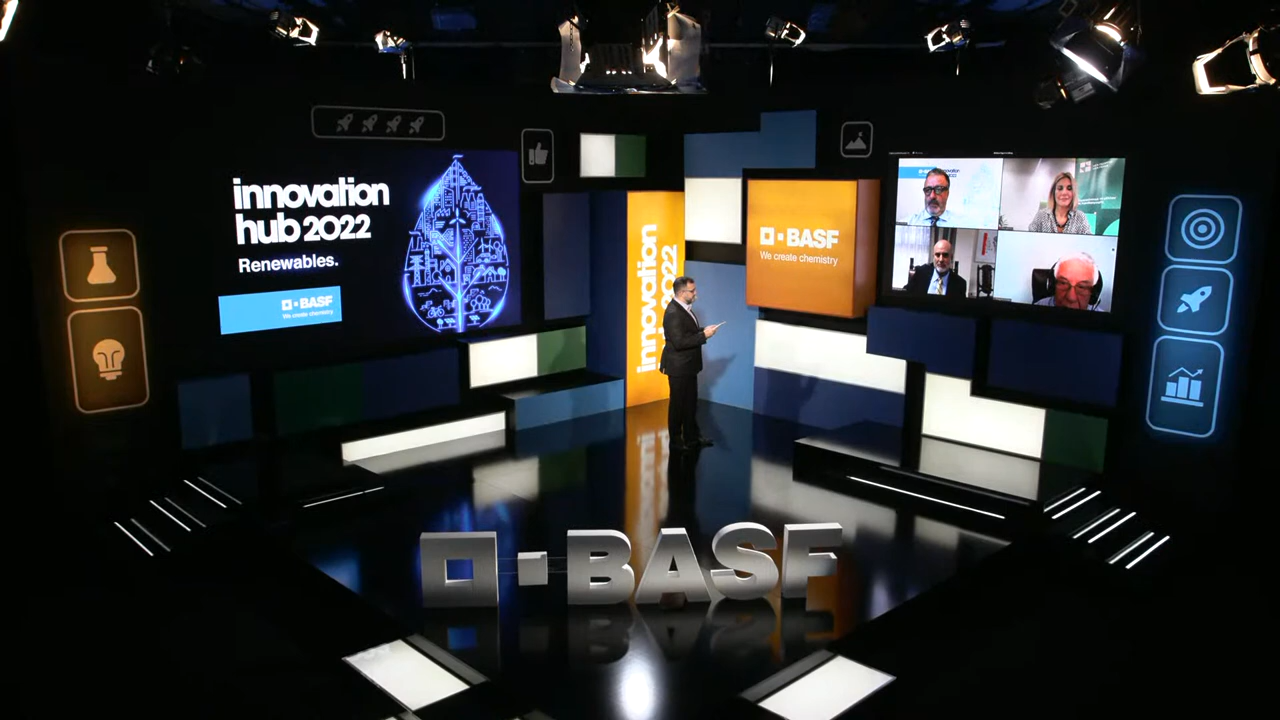 innovation
hub 2022
Renewables.
BASF
We create chemistry
innovation
2022
BASF
We create chemistry
BASF